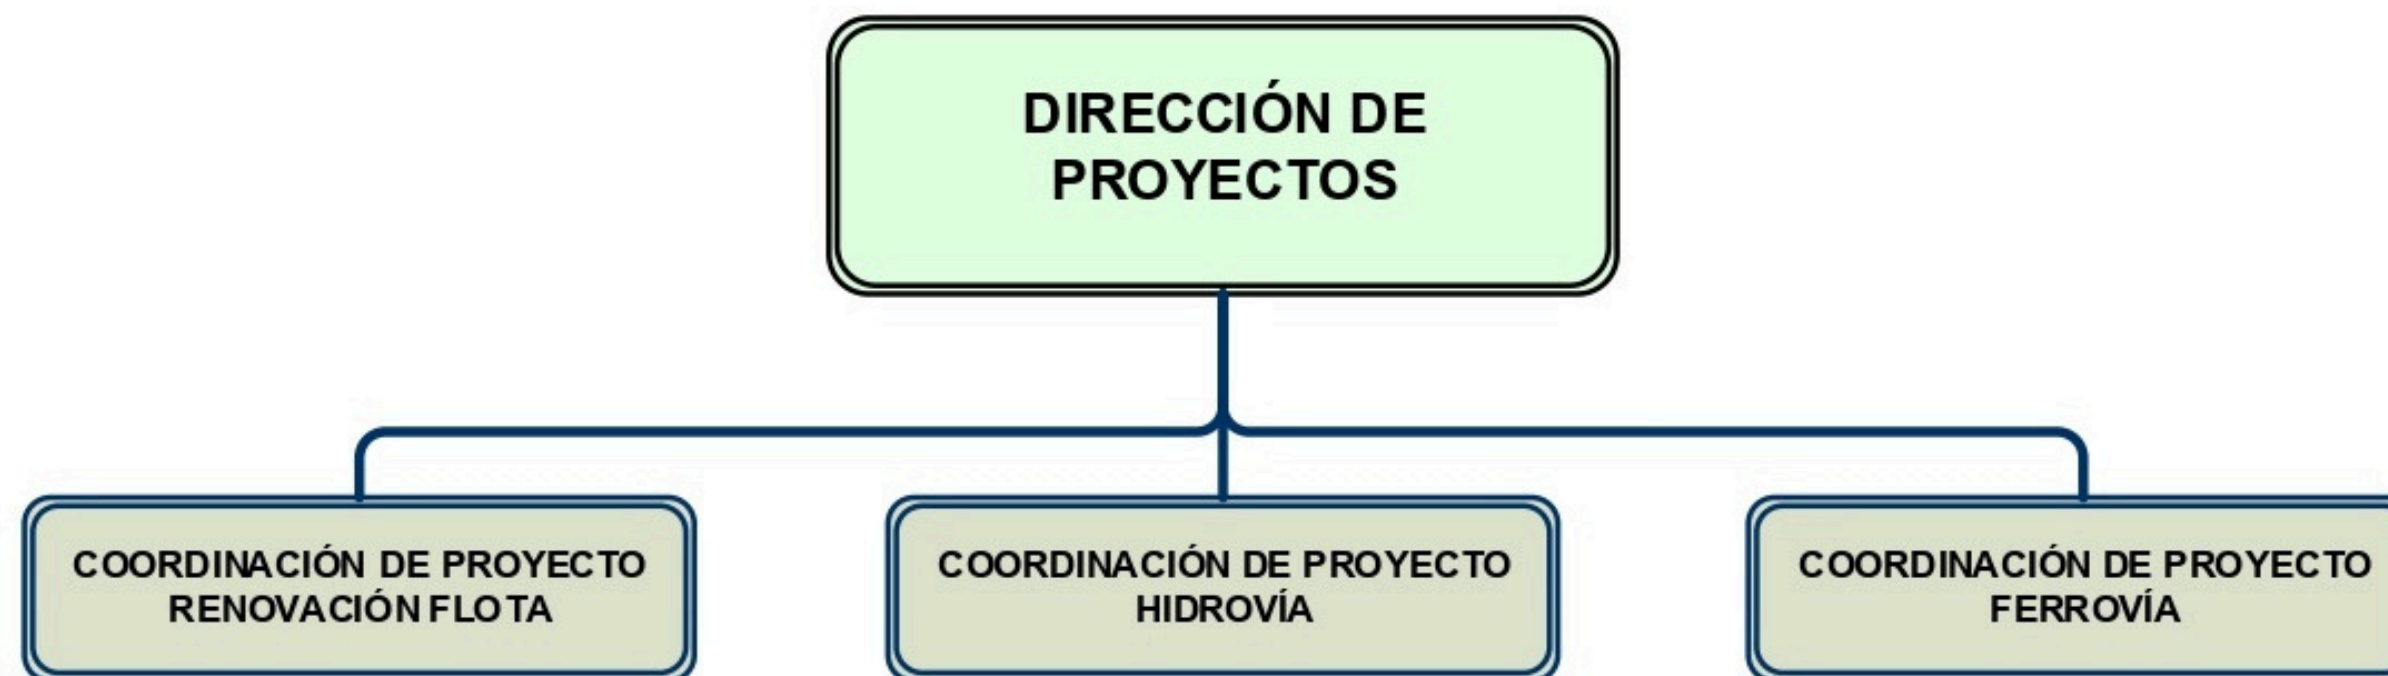 DIRECCIÓN DE
PROYECTOS
COORDINACIÓN DE PROYECTO
RENOVACIÓN FLOTA
COORDINACIÓN DE PROYECTO
HIDROVÍA
COORDINACIÓN DE PROYECTO
FERROVÍA